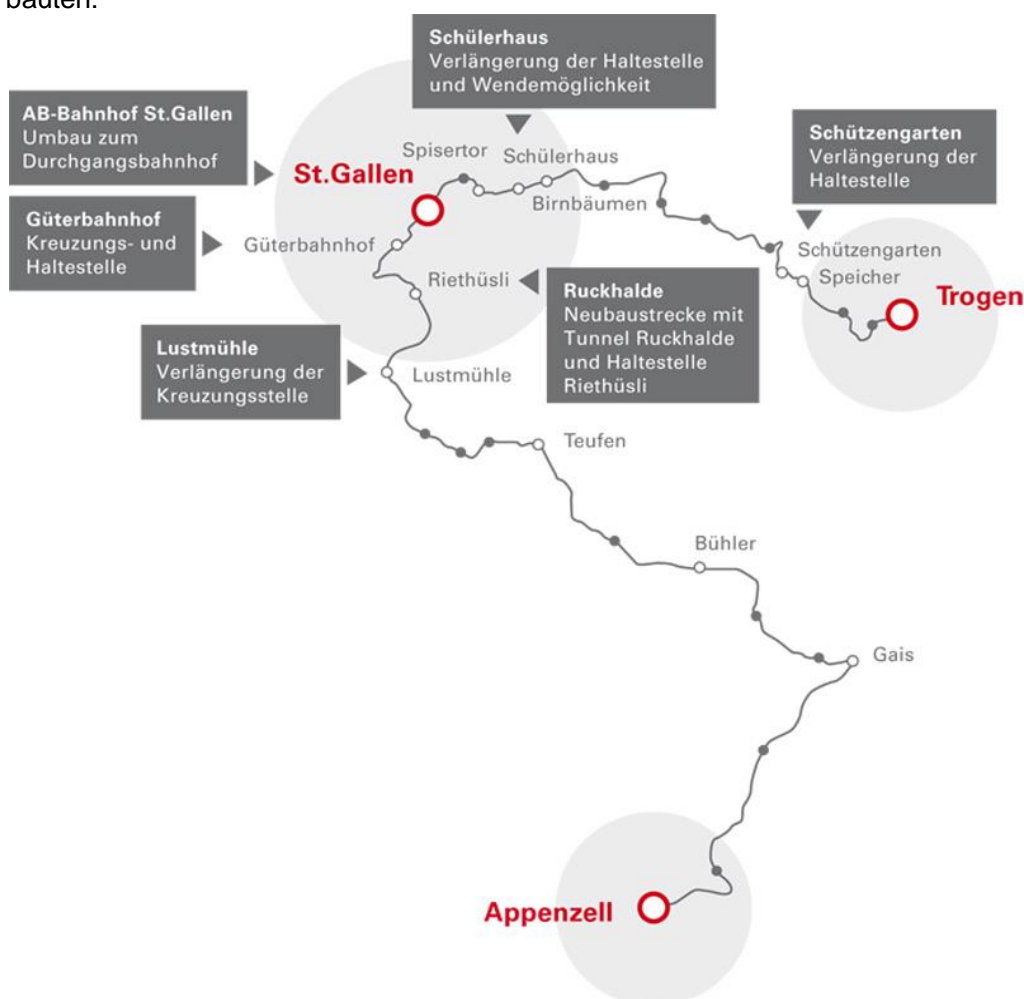 bauten.
Schülerhaus
Verlängerung der Haltestelle
und Wendemöglichkeit
AB-Bahnhof St.Gallen
Umbau zum
Durchgangsbahnhof
Schützengarten
Verlängerung der
Haltestelle
Spisertor
Schülerhaus
St.Gallen
Birnbäumen
Güterbahnhof
Kreuzungs- und
Haltestelle
Güterbahnhof
Schützengarten
Speicher
Riethüsli
Trogen
Ruckhalde
Neubaustrecke mit
Tunnel Ruckhalde
und Haltestelle
Riethüsli
Lustmühle
Verlängerung der
Kreuzungsstelle
Lustmühle
Teufen
Bühler
Gais
Appenzell